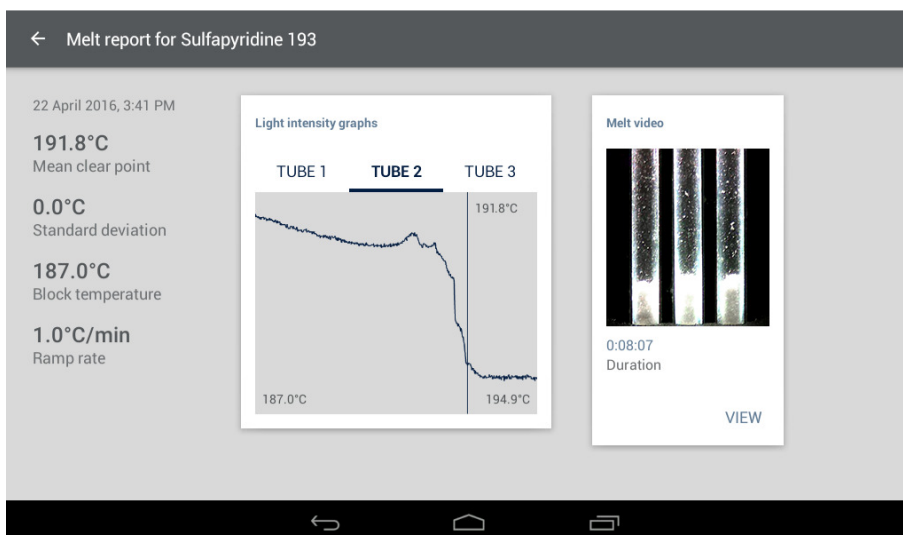 Melt report for Sulfapyridine 193
22 April 2016, 3:41 PM
191.8°C
Mean clear point
0.0°C
Standard deviation
187.0°C
Block temperature
1.0°C/min
Ramp rate
Light intensity graphs
TUBE 1 TUBE 2 TUBE 3
191.8°C
187.0°C 194.9°C
Melt video
0:08:07
Duration
VIEW